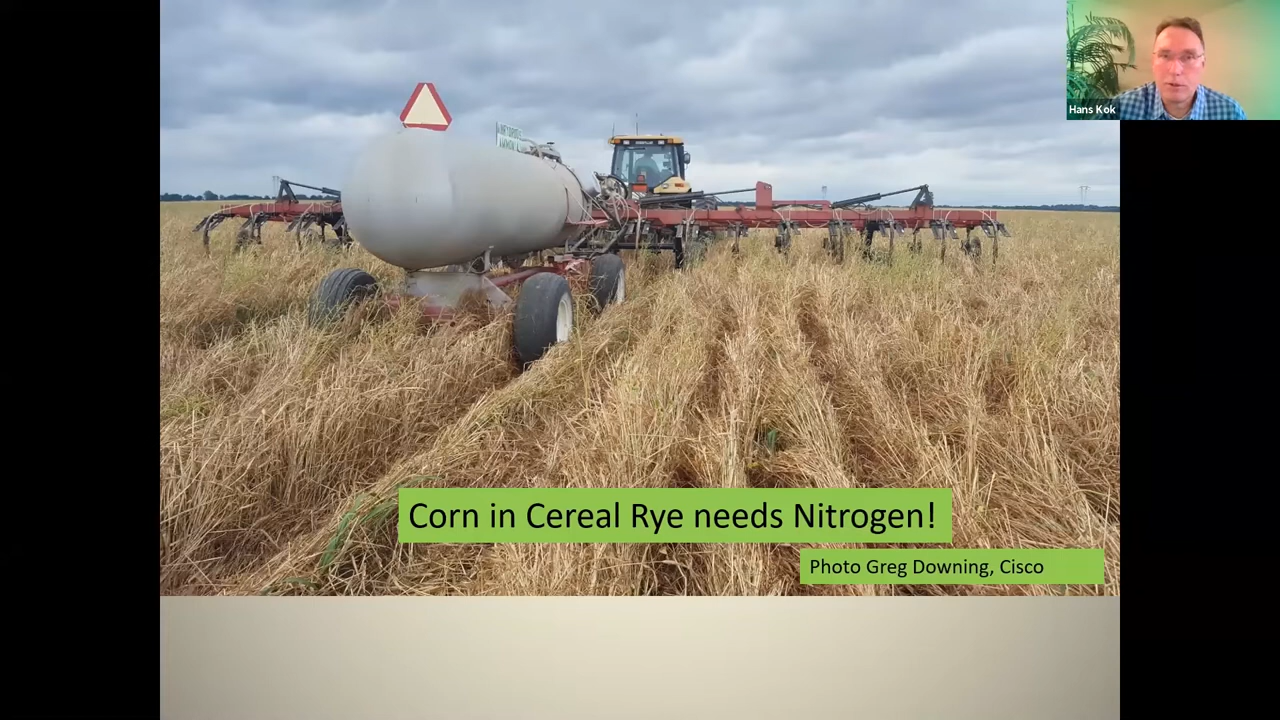 Hans Kok
Corn in Cereal Rye needs Nitrogen!
Photo Greg Downing, Cisco